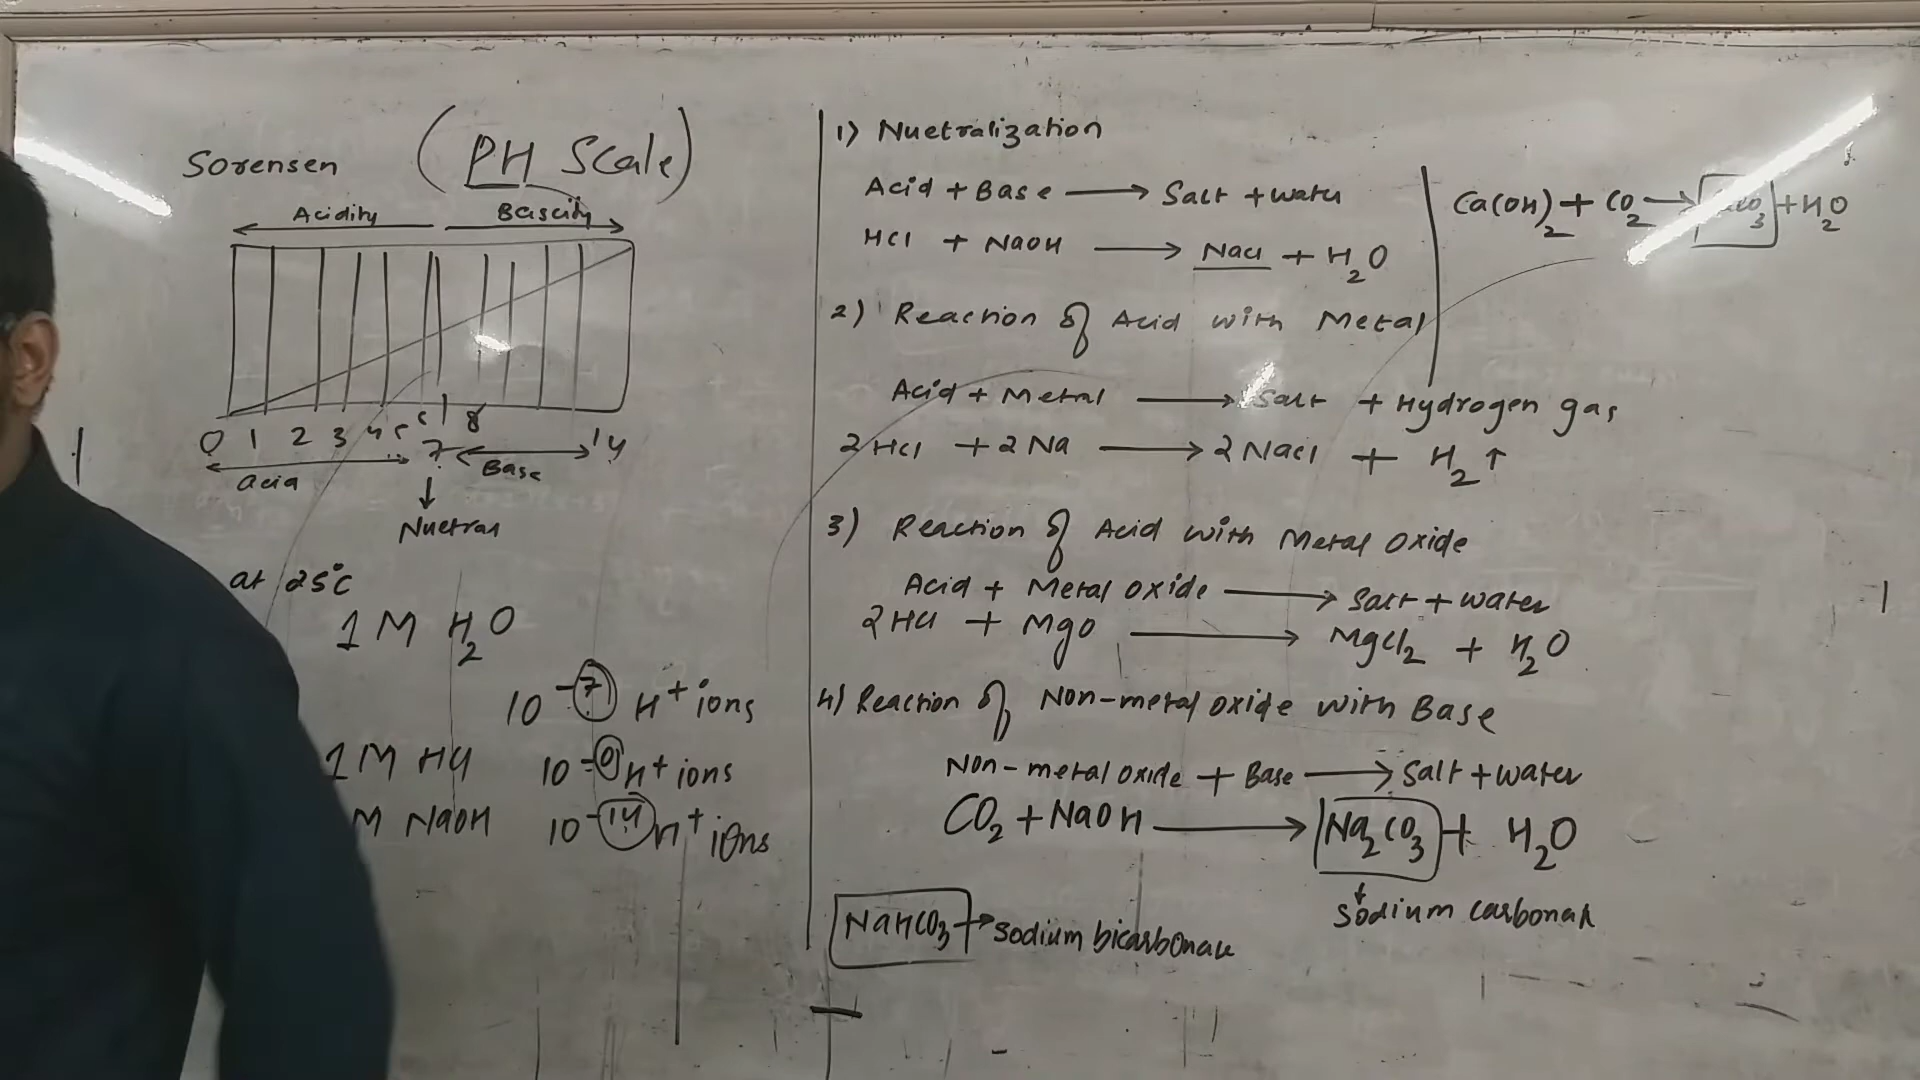 Sorensen (PH Scale)
Acidity Bascity
0 1 2 3 4 5 6 7 8 14
acid Base
Nuetral
at 25°C
1 M H₂O
10⁻⁷ H⁺ ions
1M HCl 10⁻⁰ H⁺ ions
M NaOH 10⁻¹⁴ H⁺ ions
1) Nuetralization
Acid + Base → Salt + water
HCl + NaOH → NaCl + H₂O
2) Reaction of Acid with Metal
Acid + Metal → Salt + Hydrogen gas
2HCl + 2Na → 2NaCl + H₂↑
3) Reaction of Acid with Metal oxide
Acid + Metal oxide → Salt + water
2HCl + MgO → MgCl₂ + H₂O
4) Reaction of Non-metal oxide with Base
Non-metal oxide + Base → Salt + water
CO₂ + NaOH → Na₂CO₃ + H₂O
Sodium carbonate
NaHCO₃ → Sodium bicarbonate
Ca(OH)₂ + CO₂ → + H₂O